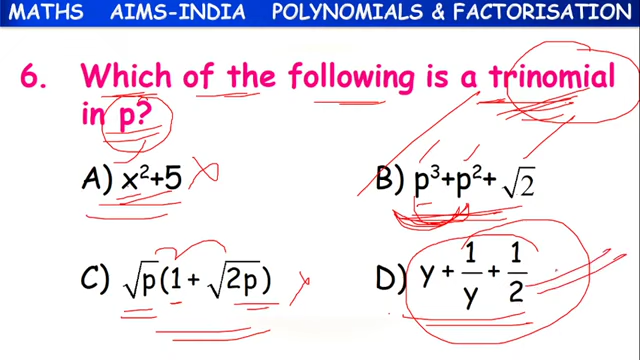 MATHS AIMS-INDIA POLYNOMIALS & FACTORISATION
6. Which of the following is a trinomial
in p?
A) x²+5 B) p³+p²+ √2
C) √p(1 + √2p) D) y + 1/y + 1/2